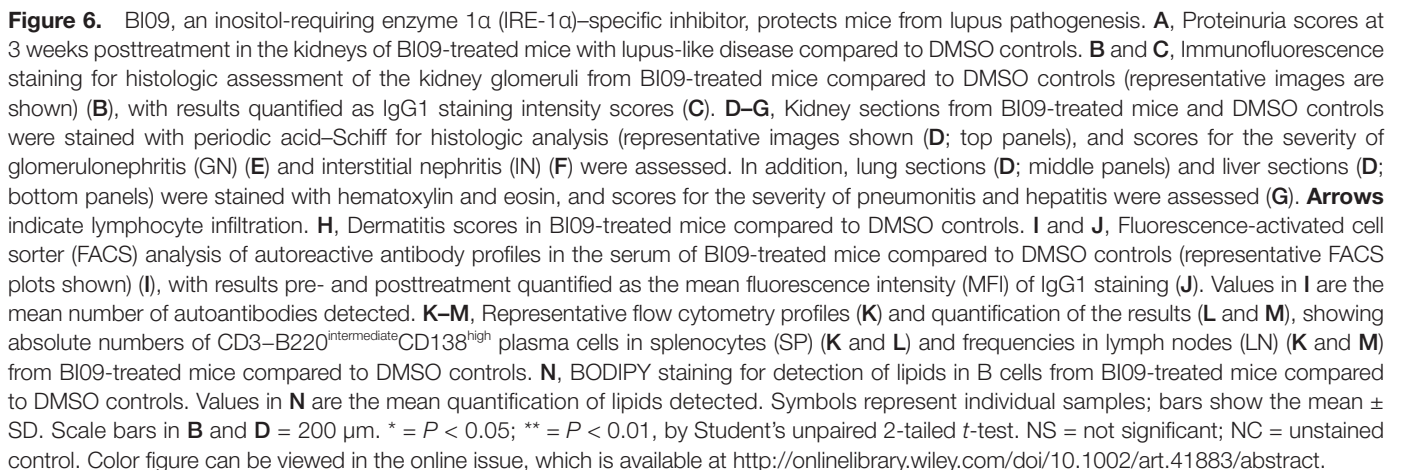 Figure 6. BI09, an inositol-requiring enzyme 1α (IRE-1α)–specific inhibitor, protects mice from lupus pathogenesis. A, Proteinuria scores at
3 weeks posttreatment in the kidneys of BI09-treated mice with lupus-like disease compared to DMSO controls. B and C, Immunofluorescence
staining for histologic assessment of the kidney glomeruli from BI09-treated mice compared to DMSO controls (representative images are
shown) (B), with results quantified as IgG1 staining intensity scores (C). D–G, Kidney sections from BI09-treated mice and DMSO controls
were stained with periodic acid–Schiff for histologic analysis (representative images shown (D; top panels), and scores for the severity of
glomerulonephritis (GN) (E) and interstitial nephritis (IN) (F) were assessed. In addition, lung sections (D; middle panels) and liver sections (D;
bottom panels) were stained with hematoxylin and eosin, and scores for the severity of pneumonitis and hepatitis were assessed (G). Arrows
indicate lymphocyte infiltration. H, Dermatitis scores in BI09-treated mice compared to DMSO controls. I and J, Fluorescence-activated cell
sorter (FACS) analysis of autoreactive antibody profiles in the serum of BI09-treated mice compared to DMSO controls (representative FACS
plots shown) (I), with results pre- and posttreatment quantified as the mean fluorescence intensity (MFI) of IgG1 staining (J). Values in I are the
mean number of autoantibodies detected. K–M, Representative flow cytometry profiles (K) and quantification of the results (L and M), showing
absolute numbers of CD3−B220intermediateCD138high plasma cells in splenocytes (SP) (K and L) and frequencies in lymph nodes (LN) (K and M)
from BI09-treated mice compared to DMSO controls. N, BODIPY staining for detection of lipids in B cells from BI09-treated mice compared
to DMSO controls. Values in N are the mean quantification of lipids detected. Symbols represent individual samples; bars show the mean ±
SD. Scale bars in B and D = 200 μm. * = P < 0.05; ** = P < 0.01, by Student's unpaired 2-tailed t-test. NS = not significant; NC = unstained
control. Color figure can be viewed in the online issue, which is available at http://onlinelibrary.wiley.com/doi/10.1002/art.41883/abstract.